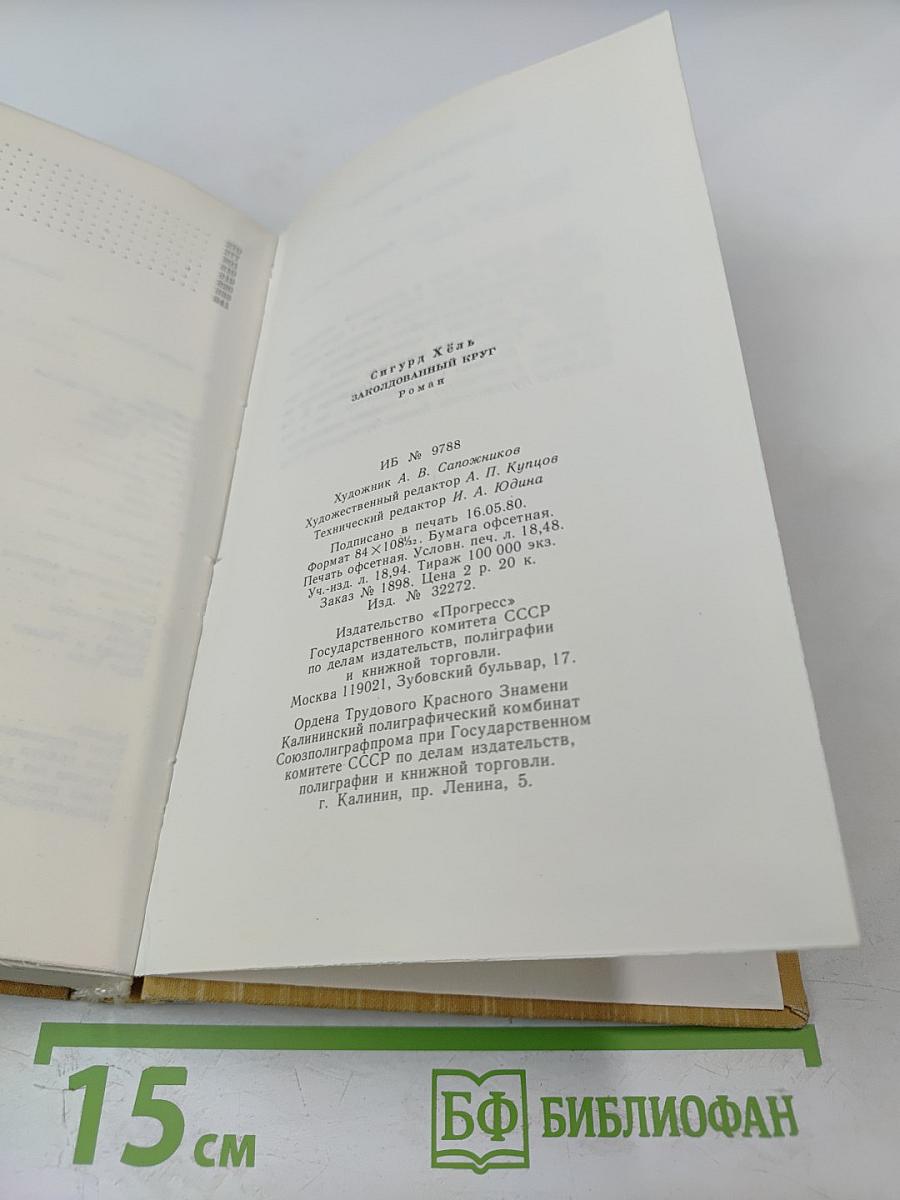 Сигурд Хёль
ЗАКОЛДОВАННЫЙ КРУГ
Роман
ИБ № 9788
Художник А. В. Сапожников
Художественный редактор А. П. Купцов
Технический редактор И. А. Юдина
Подписано в печать 16.05.80.
Формат 84×108¹/₃₂. Бумага офсетная.
Печать офсетная. Условн. печ. л. 18,48.
Уч.-изд. л. 18,94. Тираж 100 000 экз.
Заказ № 1898. Цена 2 р. 20 к.
Изд. № 32272.
Издательство «Прогресс»
Государственного комитета СССР
по делам издательств, полиграфии
и книжной торговли.
Москва 119021, Зубовский бульвар, 17.
Ордена Трудового Красного Знамени
Калининский полиграфический комбинат
Союзполиграфпрома при Государственном
комитете СССР по делам издательств,
полиграфии и книжной торговли.
г. Калинин, пр. Ленина, 5.
15 см
БФ БИБЛИОФАН